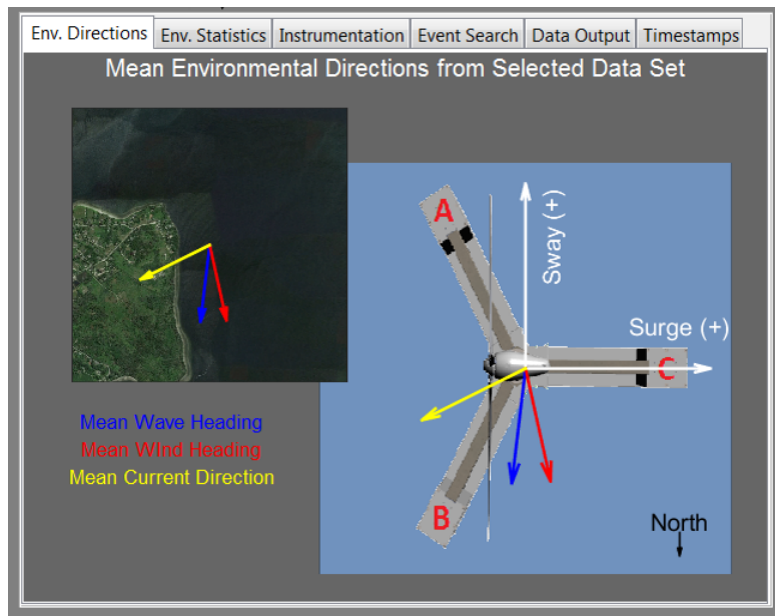 Env. Directions Env. Statistics Instrumentation Event Search Data Output Timestamps
Mean Environmental Directions from Selected Data Set
A
Sway (+)
Surge (+)
C
Mean Wave Heading
Mean WInd Heading
Mean Current Direction
B
North